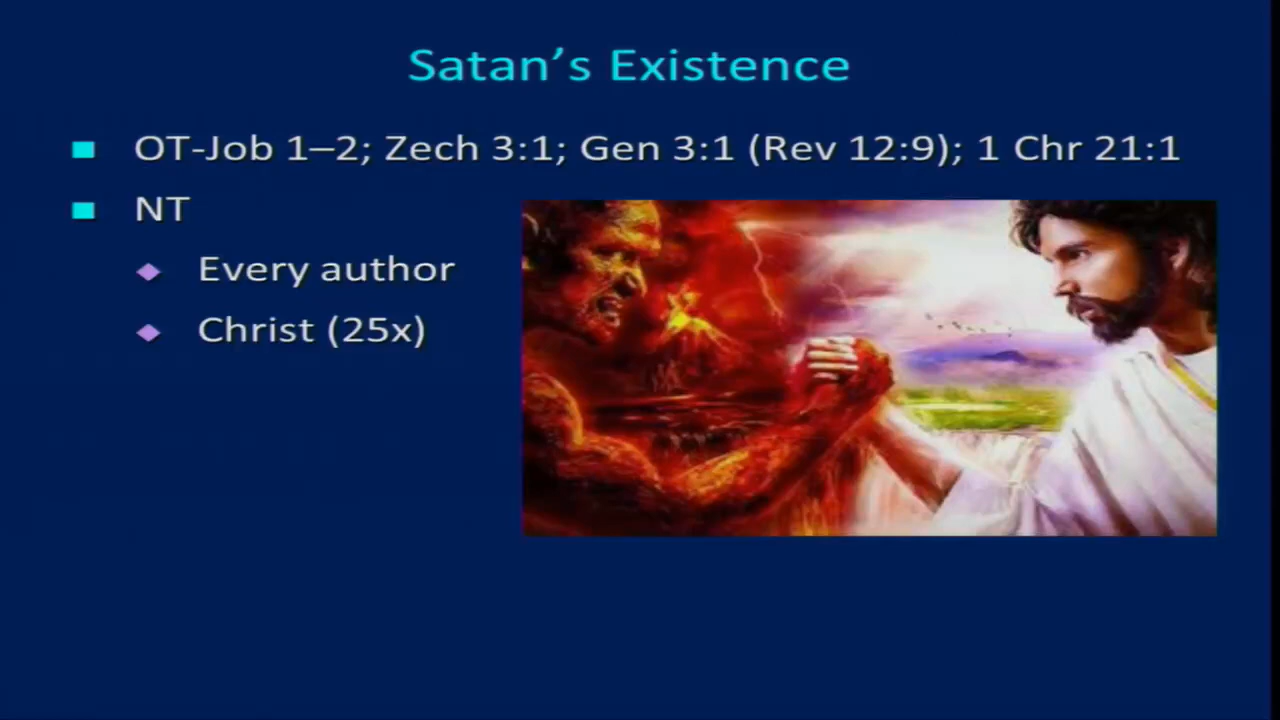 Satan's Existence
OT-Job 1–2; Zech 3:1; Gen 3:1 (Rev 12:9); 1 Chr 21:1
NT
Every author
Christ (25x)